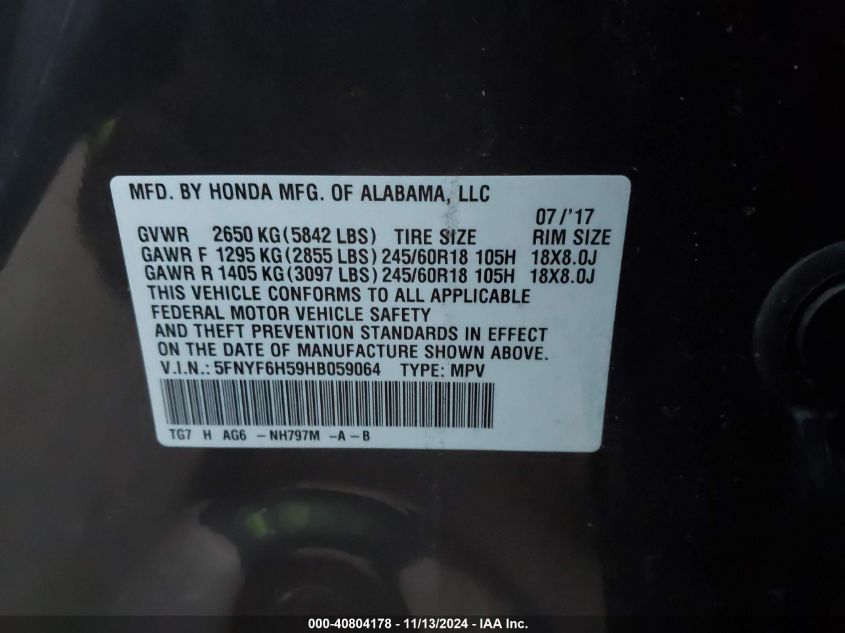 MFD. BY HONDA MFG. OF ALABAMA, LLC
07/'17
GVWR 2650 KG(5842 LBS) TIRE SIZE RIM SIZE
GAWR F 1295 KG(2855 LBS)245/60R18 105H 18X8.0J
GAWR R 1405 KG(3097 LBS)245/60R18 105H 18X8.0J
THIS VEHICLE CONFORMS TO ALL APPLICABLE
FEDERAL MOTOR VEHICLE SAFETY
AND THEFT PREVENTION STANDARDS IN EFFECT
ON THE DATE OF MANUFACTURE SHOWN ABOVE.
V.I.N.: 5FNYF6H59HB059064 TYPE: MPV
TG7 H AG6 -NH797M -A-B
000-40804178 - 11/13/2024 - IAA Inc.